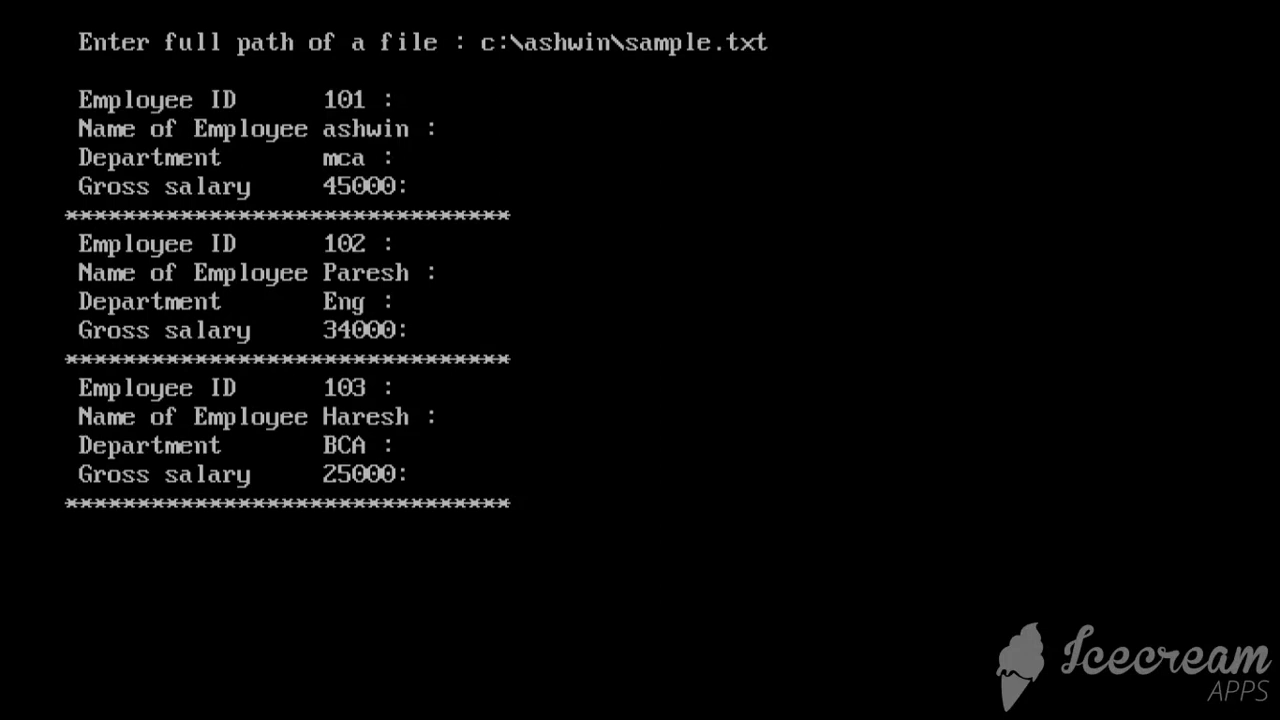 Enter full path of a file : c:\ashwin\sample.txt
Employee ID      101 :
Name of Employee ashwin :
Department       mca :
Gross salary     45000:
*******************************
Employee ID      102 :
Name of Employee Paresh :
Department       Eng :
Gross salary     34000:
*******************************
Employee ID      103 :
Name of Employee Haresh :
Department       BCA :
Gross salary     25000:
*******************************
Icecream
APPS